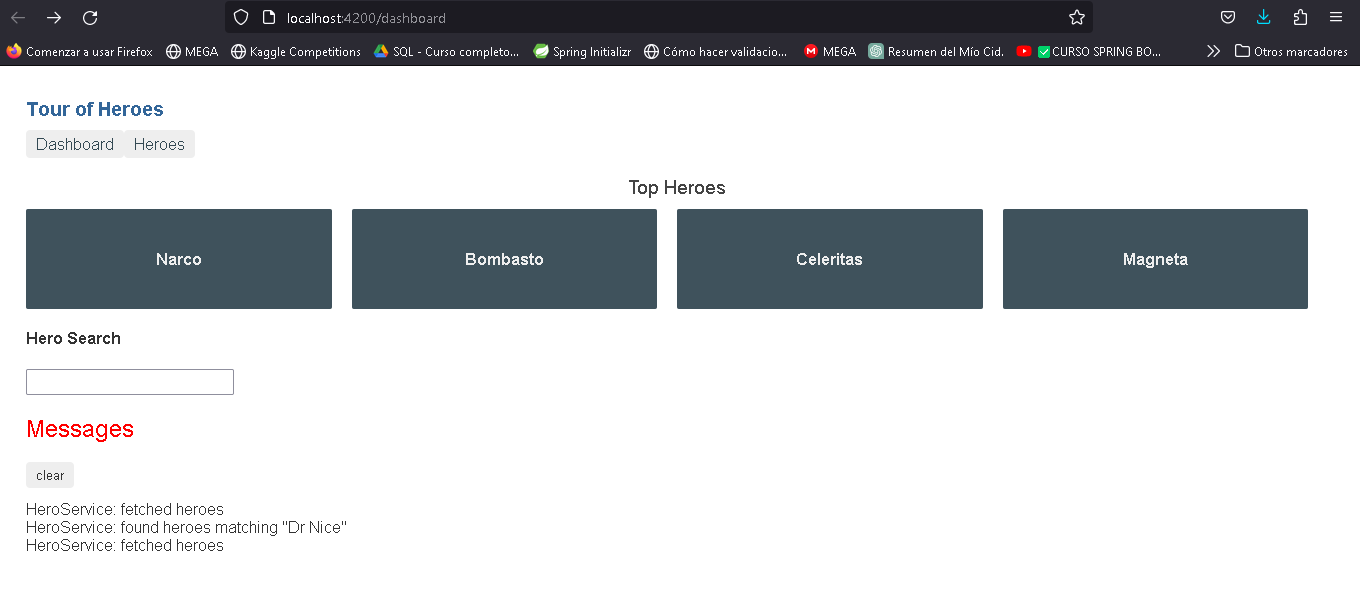 localhost:4200/dashboard
Comenzar a usar Firefox MEGA Kaggle Competitions SQL - Curso completo... Spring Initializr Cómo hacer validacio... MEGA Resumen del Mío Cid. CURSO SPRING BO... Otros marcadores
Tour of Heroes
Dashboard Heroes
Top Heroes
Narco Bombasto Celeritas Magneta
Hero Search
Messages
clear
HeroService: fetched heroes
HeroService: found heroes matching "Dr Nice"
HeroService: fetched heroes